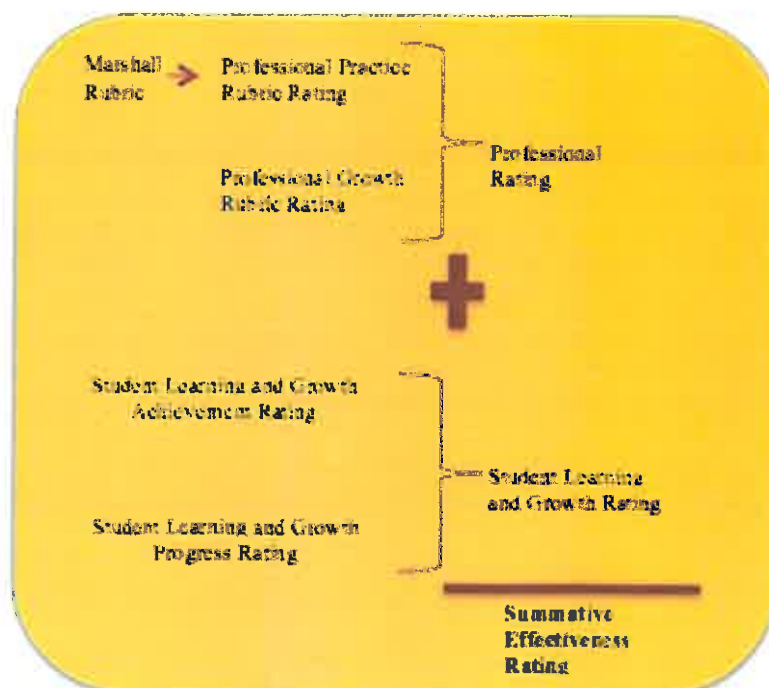 Marshall
Rubric
Professional Practice
Rubric Rating
Professional Growth
Rubric Rating
Professional
Rating
Student Learning and Growth
Achievement Rating
Student Learning and Growth
Progress Rating
Student Learning
and Growth Rating
Summative
Effectiveness
Rating